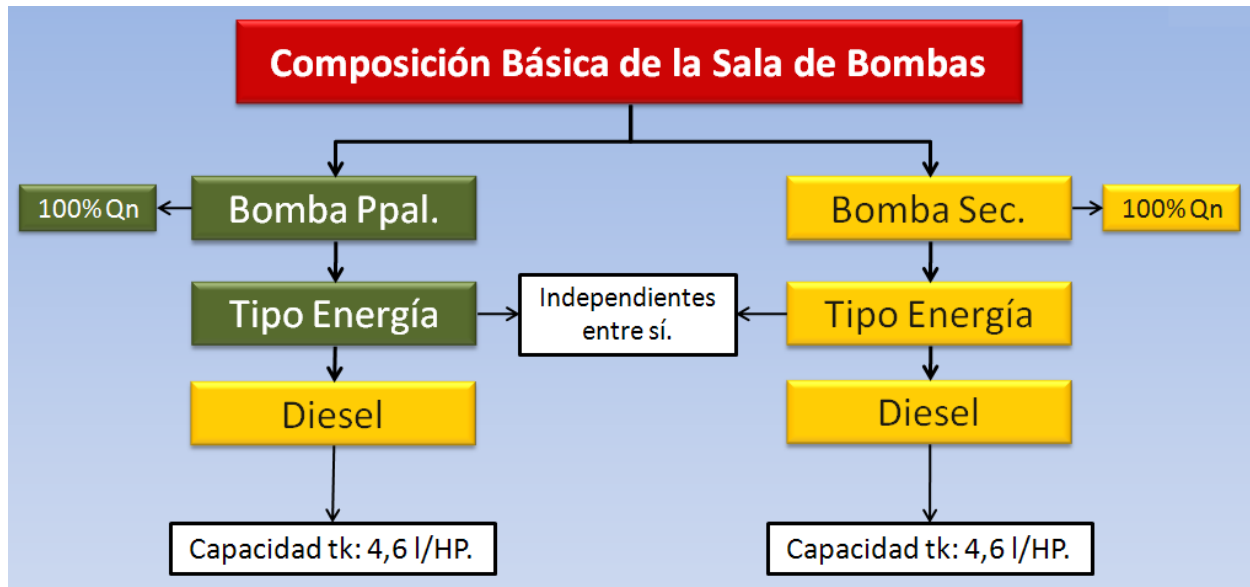 Composición Básica de la Sala de Bombas
100% Qn
Bomba Ppal.
Bomba Sec.
100% Qn
Tipo Energía
Independientes
entre sí.
Tipo Energía
Diesel
Diesel
Capacidad tk: 4,6 l/HP.
Capacidad tk: 4,6 l/HP.